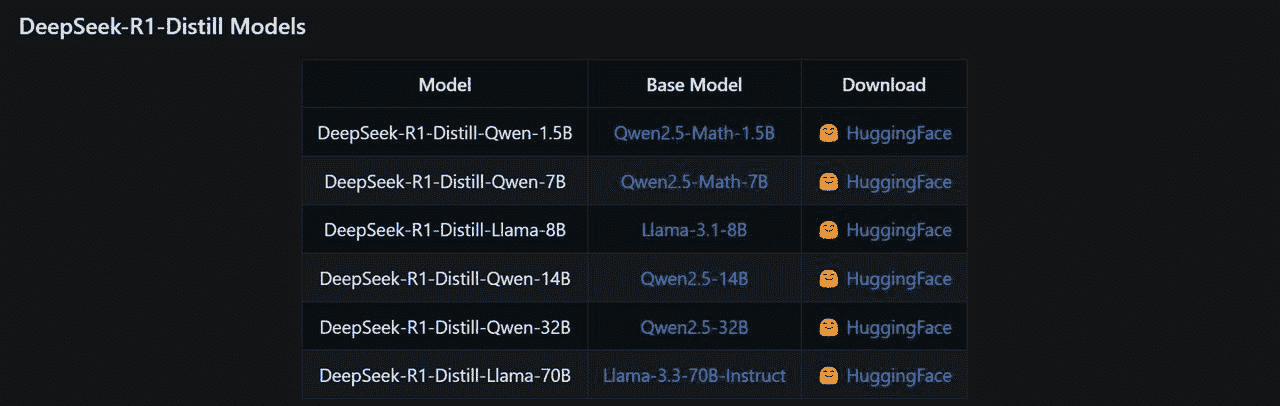 DeepSeek-R1-Distill Models
Model Base Model Download
DeepSeek-R1-Distill-Qwen-1.5B Qwen2.5-Math-1.5B HuggingFace
DeepSeek-R1-Distill-Qwen-7B Qwen2.5-Math-7B HuggingFace
DeepSeek-R1-Distill-Llama-8B Llama-3.1-8B HuggingFace
DeepSeek-R1-Distill-Qwen-14B Qwen2.5-14B HuggingFace
DeepSeek-R1-Distill-Qwen-32B Qwen2.5-32B HuggingFace
DeepSeek-R1-Distill-Llama-70B Llama-3.3-70B-Instruct HuggingFace